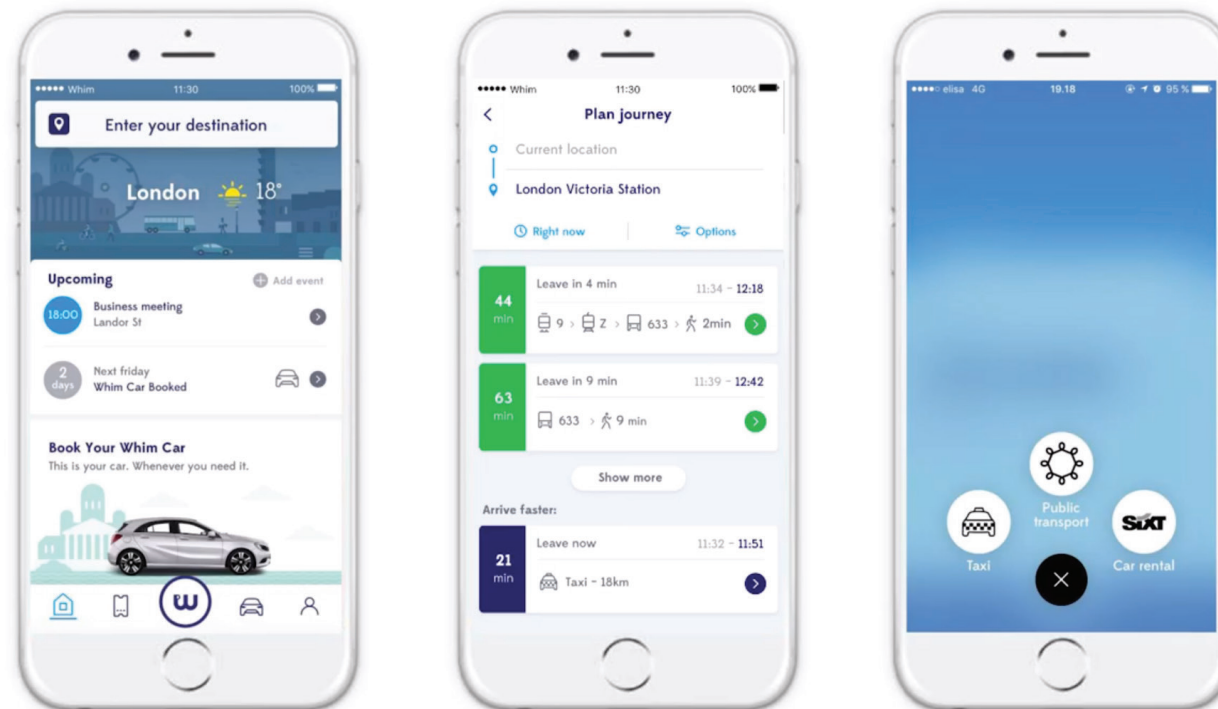 Whim 11:30 100%
Enter your destination
London 18°
Upcoming
Add event
18:00
Business meeting
Landor St
2
days
Next friday
Whim Car Booked
Book Your Whim Car
This is your car. Whenever you need it.
w
Whim 11:30 100%
Plan journey
Current location
London Victoria Station
Right now
Options
44
min
Leave in 4 min 11:34 - 12:18
9 > Z > 633 > 2min
63
min
Leave in 9 min 11:39 - 12:42
633 > 9 min
Show more
Arrive faster:
21
min
Leave now 11:32 - 11:51
Taxi - 18km
elisa 4G 19.18 95 %
Public
transport
Taxi
SIXT
Car rental